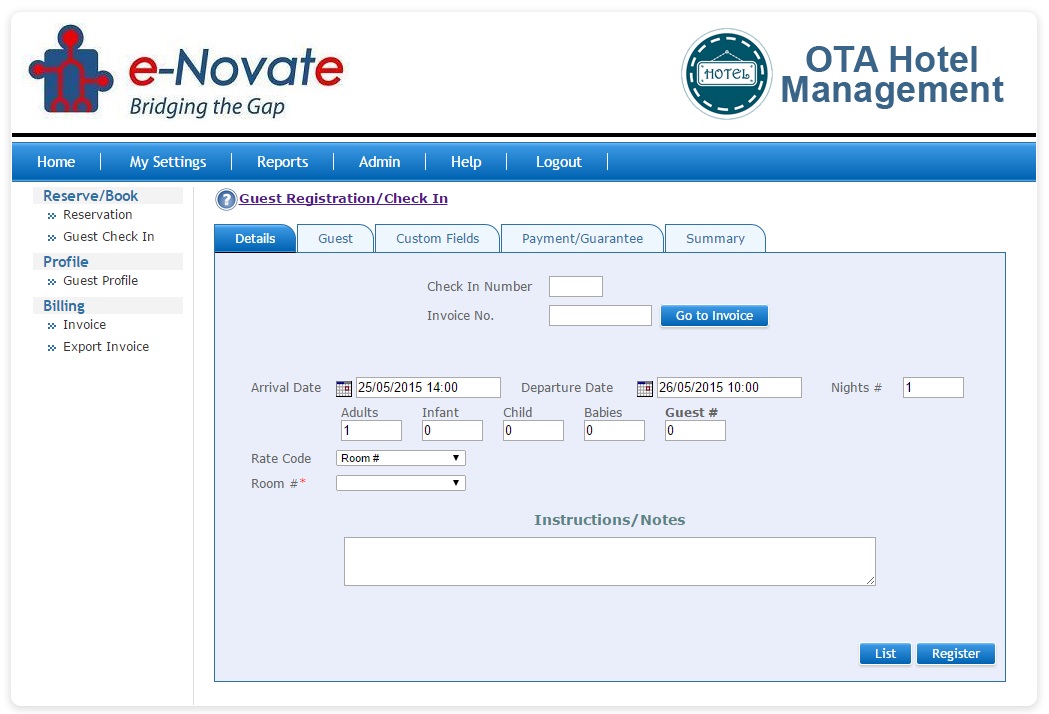 e-Novate
Bridging the Gap
HOTEL
OTA Hotel
Management
Home My Settings Reports Admin Help Logout
Reserve/Book
Reservation
Guest Check In
Profile
Guest Profile
Billing
Invoice
Export Invoice
? Guest Registration/Check In
Details Guest Custom Fields Payment/Guarantee Summary
Check In Number
Invoice No. Go to Invoice
Arrival Date 25/05/2015 14:00 Departure Date 26/05/2015 10:00 Nights # 1
Adults Infant Child Babies Guest #
1 0 0 0 0
Rate Code Room #
Room #*
Instructions/Notes
List Register